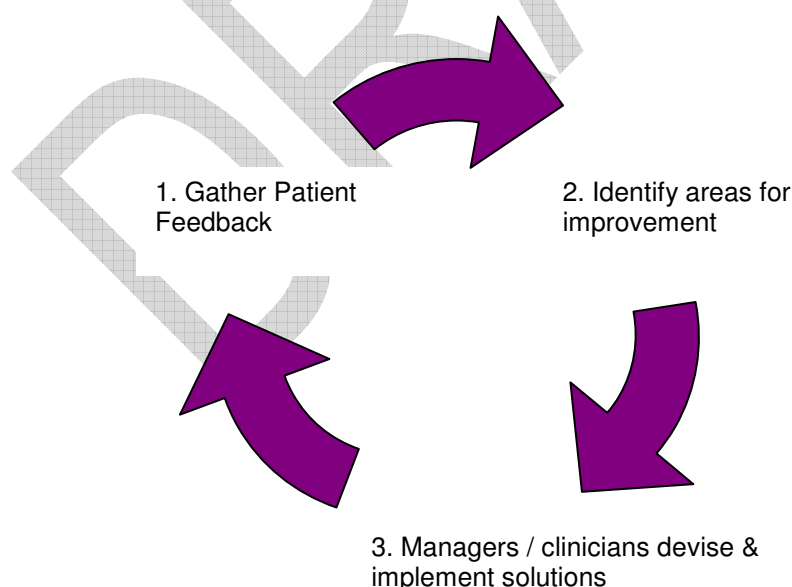 1. Gather Patient
Feedback
2. Identify areas for
improvement
3. Managers / clinicians devise &
implement solutions